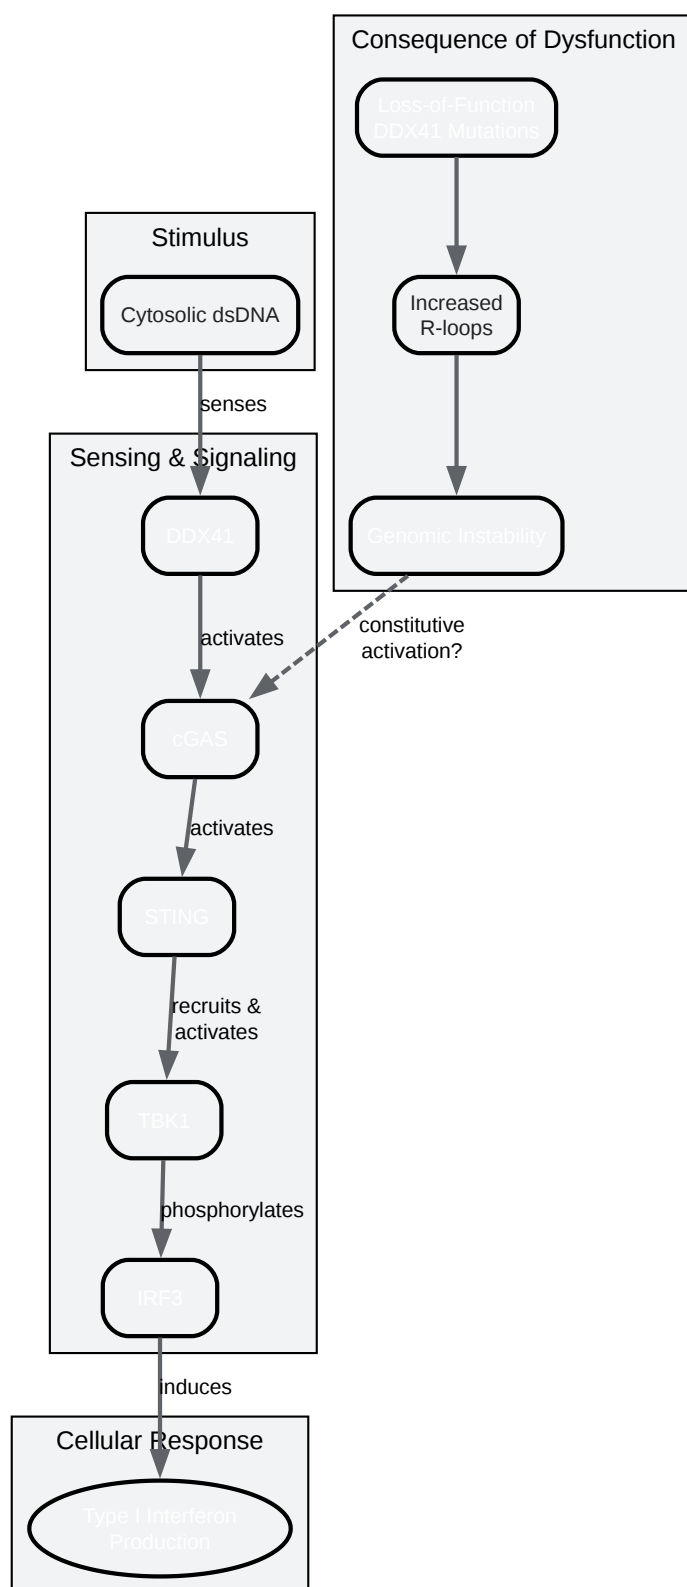 Consequence of Dysfunction
Loss-of-Function
DDX41 Mutations
Increased
R-loops
Genomic Instability
constitutive
activation?
Stimulus
Cytosolic dsDNA
senses
Sensing & Signaling
DDX41
activates
cGAS
activates
STING
recruits &
activates
TBK1
phosphorylates
IRF3
induces
Cellular Response
Type I Interferon
Production